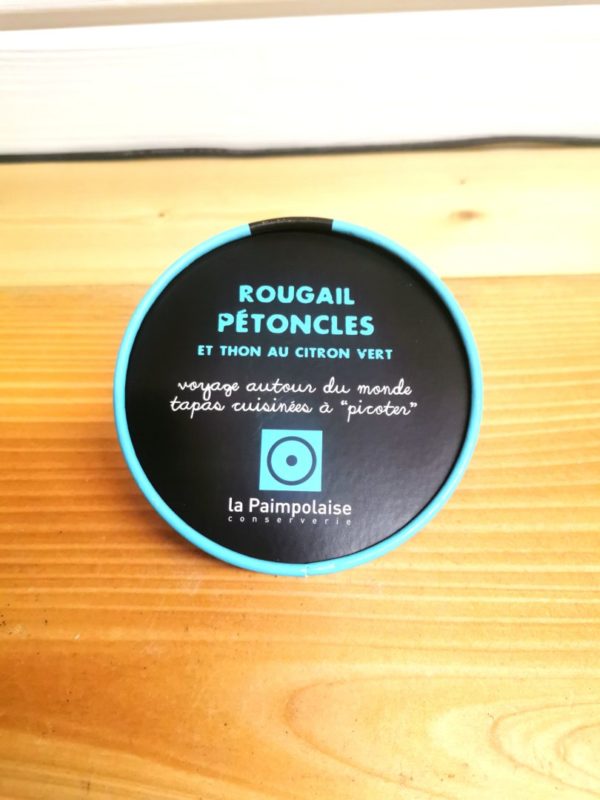 ROUGAIL
PÉTONCLES
ET THON AU CITRON VERT
voyage autour du monde
tapas cuisinées à "picoter"
la Paimpolaise
conserverie